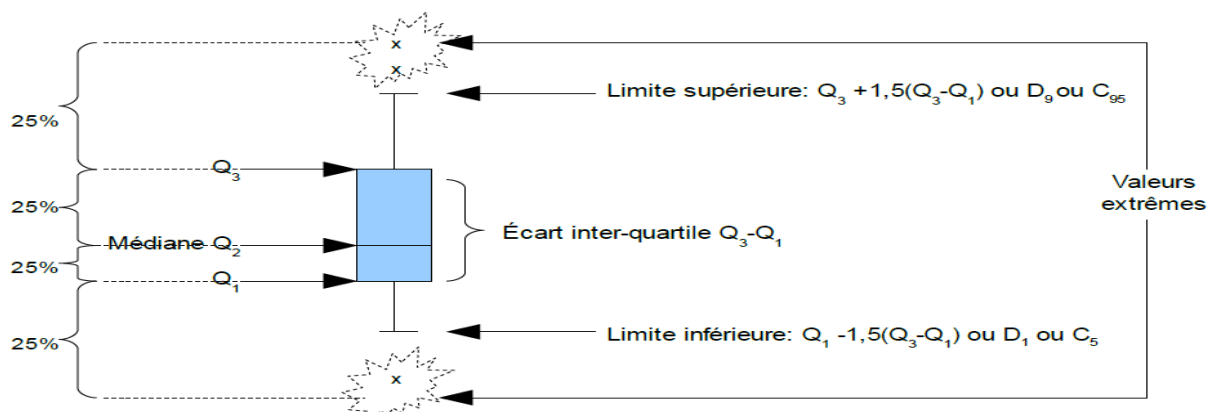 x
x
Limite supérieure: Q₃ +1,5(Q₃-Q₁) ou D₉ ou C₉₅
25%
Q₃
Valeurs
extrêmes
25%
Écart inter-quartile Q₃-Q₁
Médiane Q₂
25%
Q₁
Limite inférieure: Q₁ -1,5(Q₃-Q₁) ou D₁ ou C₅
25%
x